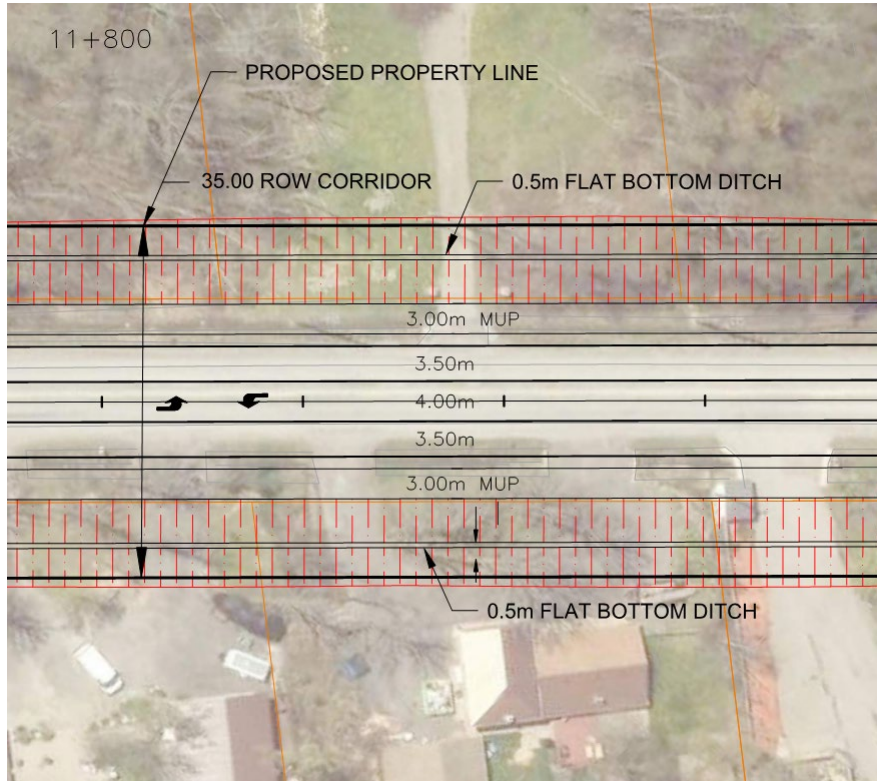 11+800
PROPOSED PROPERTY LINE
35.00 ROW CORRIDOR
0.5m FLAT BOTTOM DITCH
3.00m MUP
3.50m
4.00m
3.50m
3.00m MUP
0.5m FLAT BOTTOM DITCH